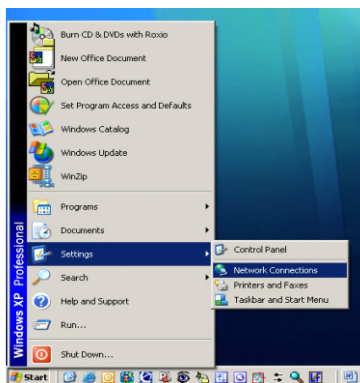 Burn CD & DVDs with Roxio
New Office Document
Open Office Document
Set Program Access and Defaults
Windows Catalog
Windows Update
WinZip
Programs
Documents
Settings
Search
Help and Support
Run...
Shut Down...
Windows XP Professional
Control Panel
Network Connections
Printers and Faxes
Taskbar and Start Menu
Start